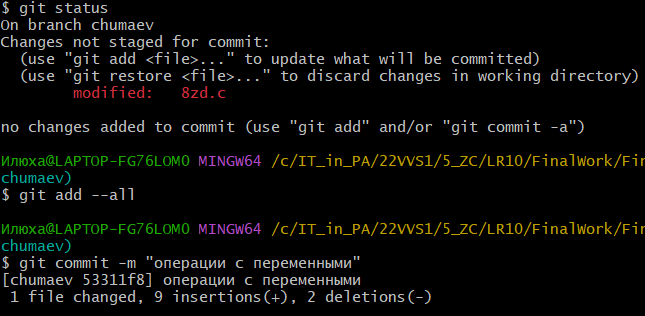 $ git status
On branch chumaev
Changes not staged for commit:
  (use "git add <file>..." to update what will be committed)
  (use "git restore <file>..." to discard changes in working directory)
        modified:   8zd.c

no changes added to commit (use "git add" and/or "git commit -a")

Илюха@LAPTOP-FG76LOMO MINGW64 /c/IT_in_PA/22VVS1/5_ZC/LR10/FinalWork/Fin
chumaev)
$ git add --all

Илюха@LAPTOP-FG76LOMO MINGW64 /c/IT_in_PA/22VVS1/5_ZC/LR10/FinalWork/Fin
chumaev)
$ git commit -m "операции с переменными"
[chumaev 53311f8] операции с переменными
 1 file changed, 9 insertions(+), 2 deletions(-)